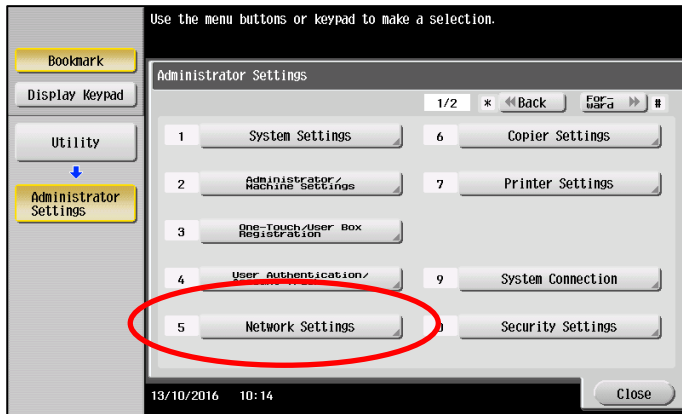 Use the menu buttons or keypad to make a selection.
Bookmark
Display Keypad
Utility
Administrator
Settings
Administrator Settings
1/2 * Back For-
ward #
1 System Settings
2 Administrator/
Machine Settings
3 One-Touch/User Box
Registration
4 User Authentication/
5 Network Settings
6 Copier Settings
7 Printer Settings
9 System Connection
Security Settings
13/10/2016 10:14
Close